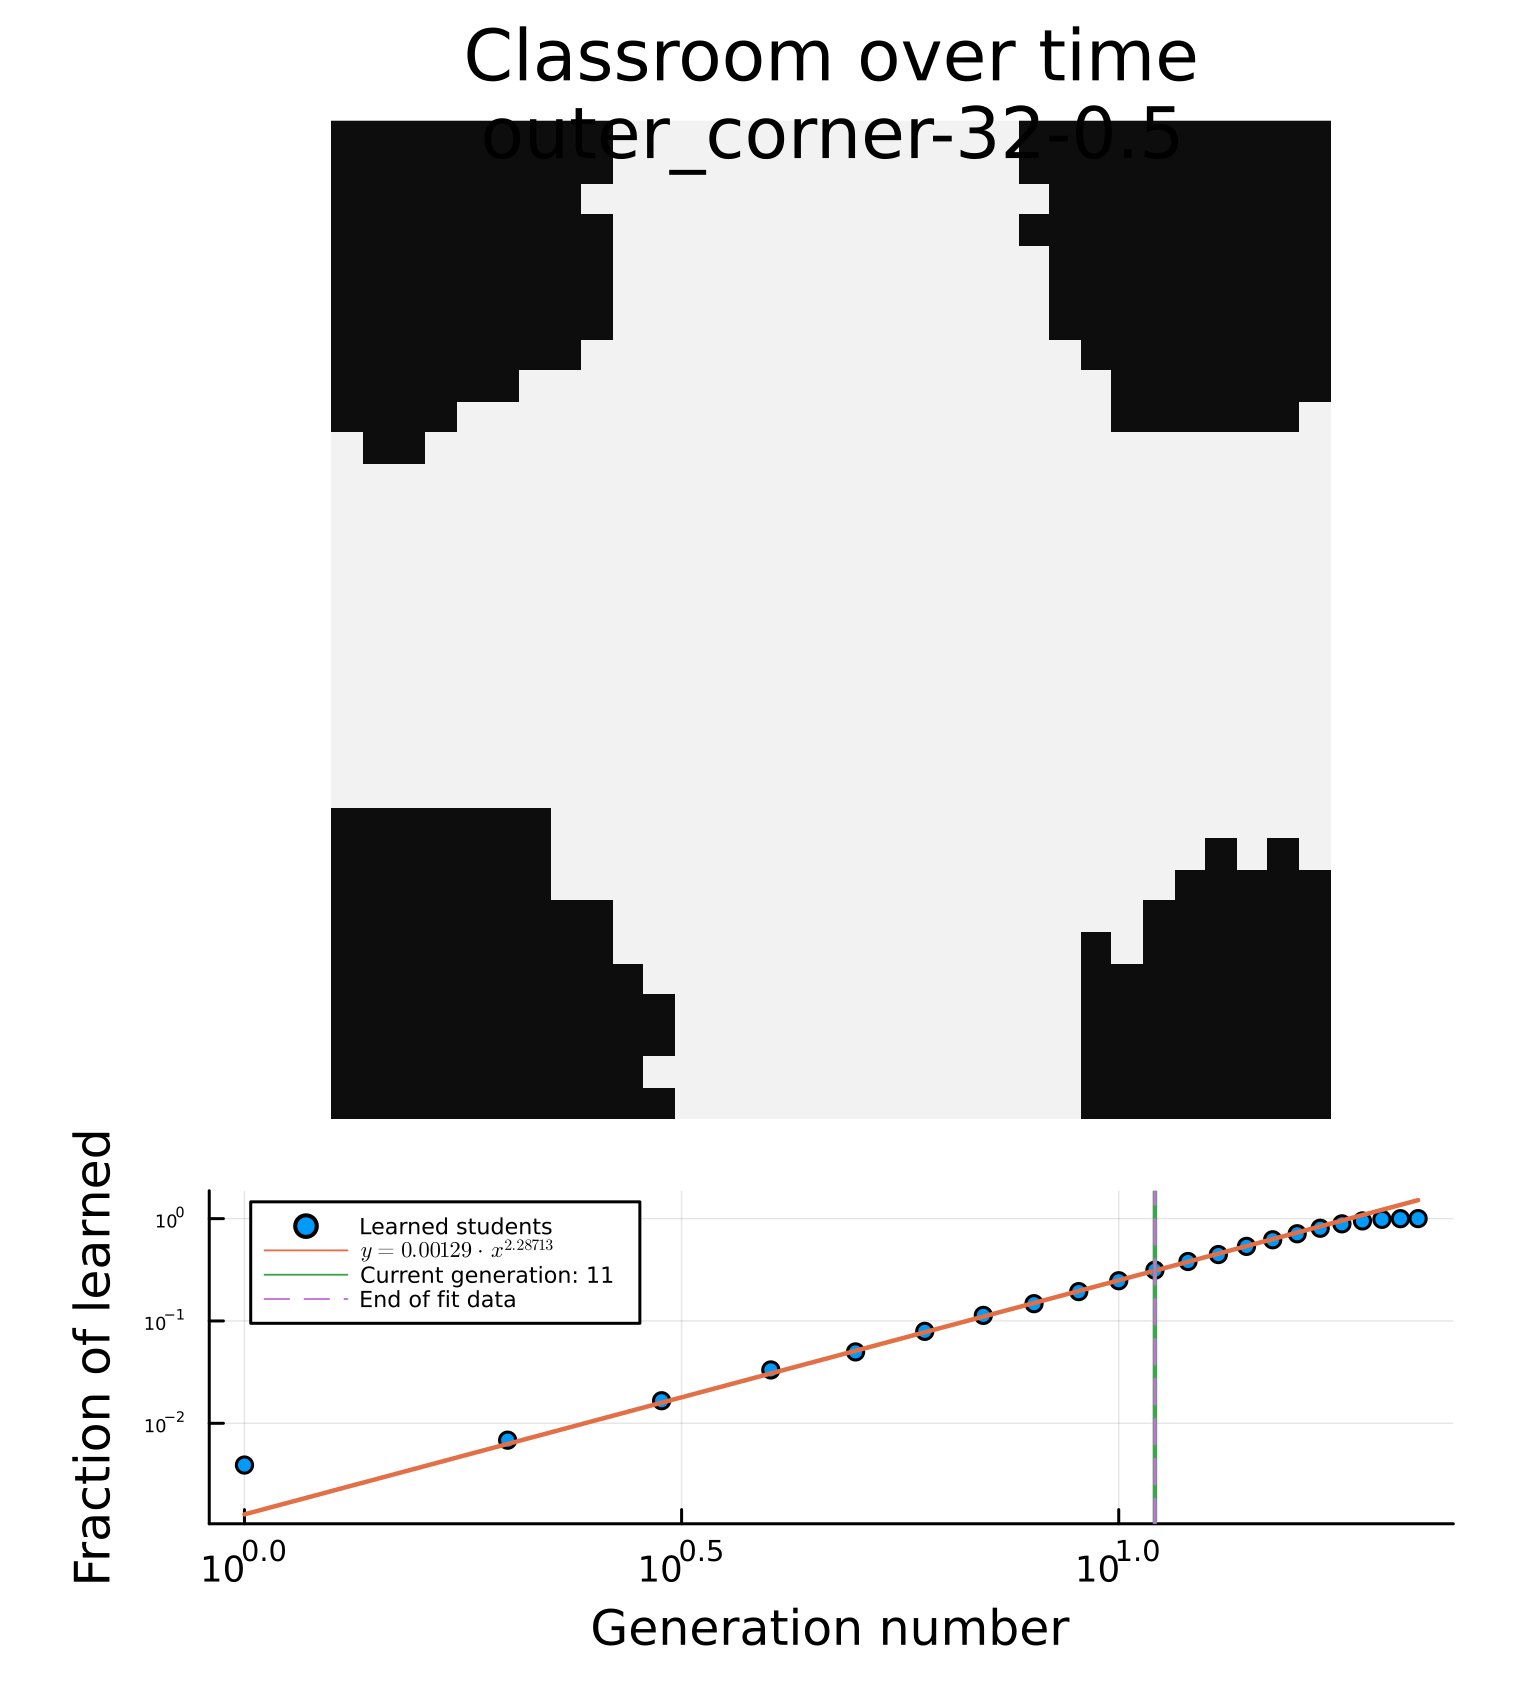 Classroom over time
outer_corner-32-0.5
Fraction of learned
10^0
10^-1
10^-2
Learned students
y = 0.00129 · x^2.28713
Current generation: 11
End of fit data
10^0.0
10^0.5
10^1.0
Generation number